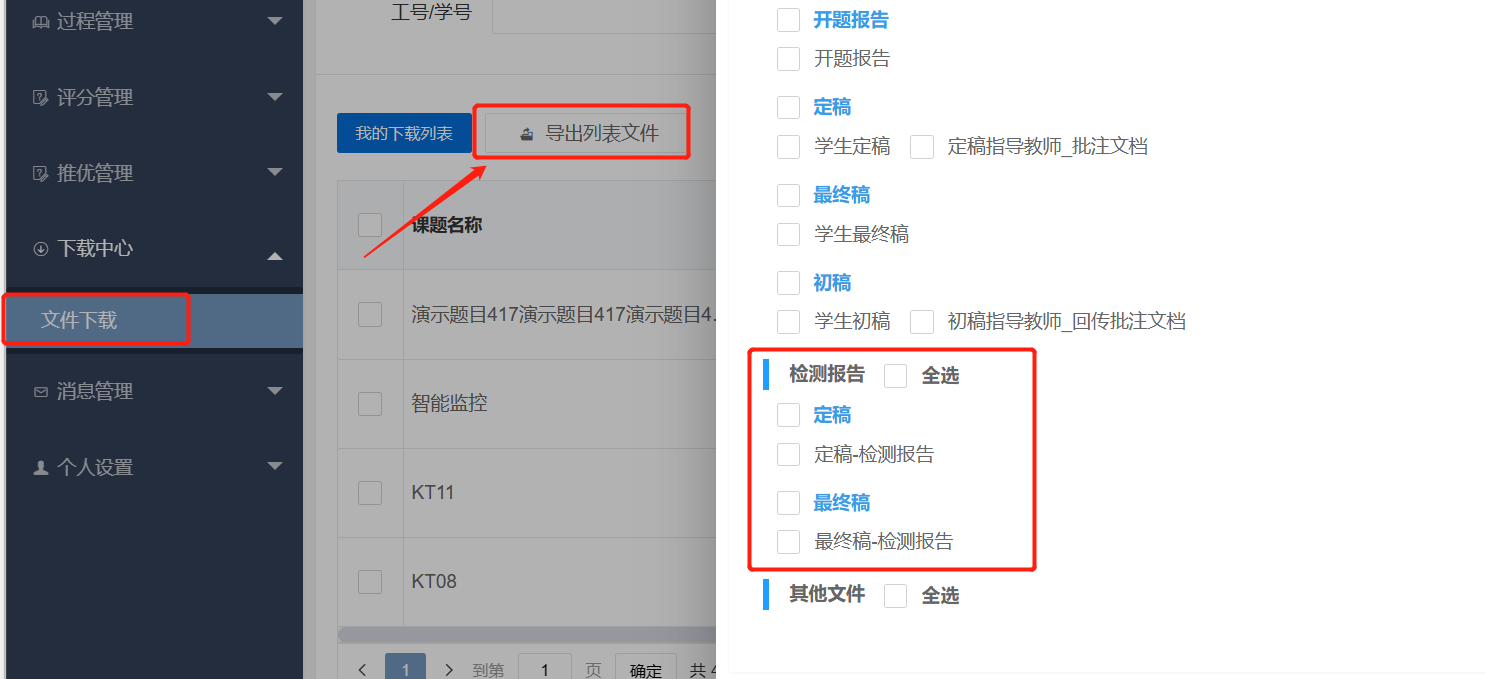 过程管理
评分管理
推优管理
下载中心
文件下载
消息管理
个人设置
工号/学号
我的下载列表
导出列表文件
课题名称
演示题目417演示题目417演示题目4.
智能监控
KT11
KT08
1 到第 1 页 确定 共 4
开题报告
开题报告
定稿
学生定稿 定稿指导教师_批注文档
最终稿
学生最终稿
初稿
学生初稿 初稿指导教师_回传批注文档
检测报告 全选
定稿
定稿-检测报告
最终稿
最终稿-检测报告
其他文件 全选